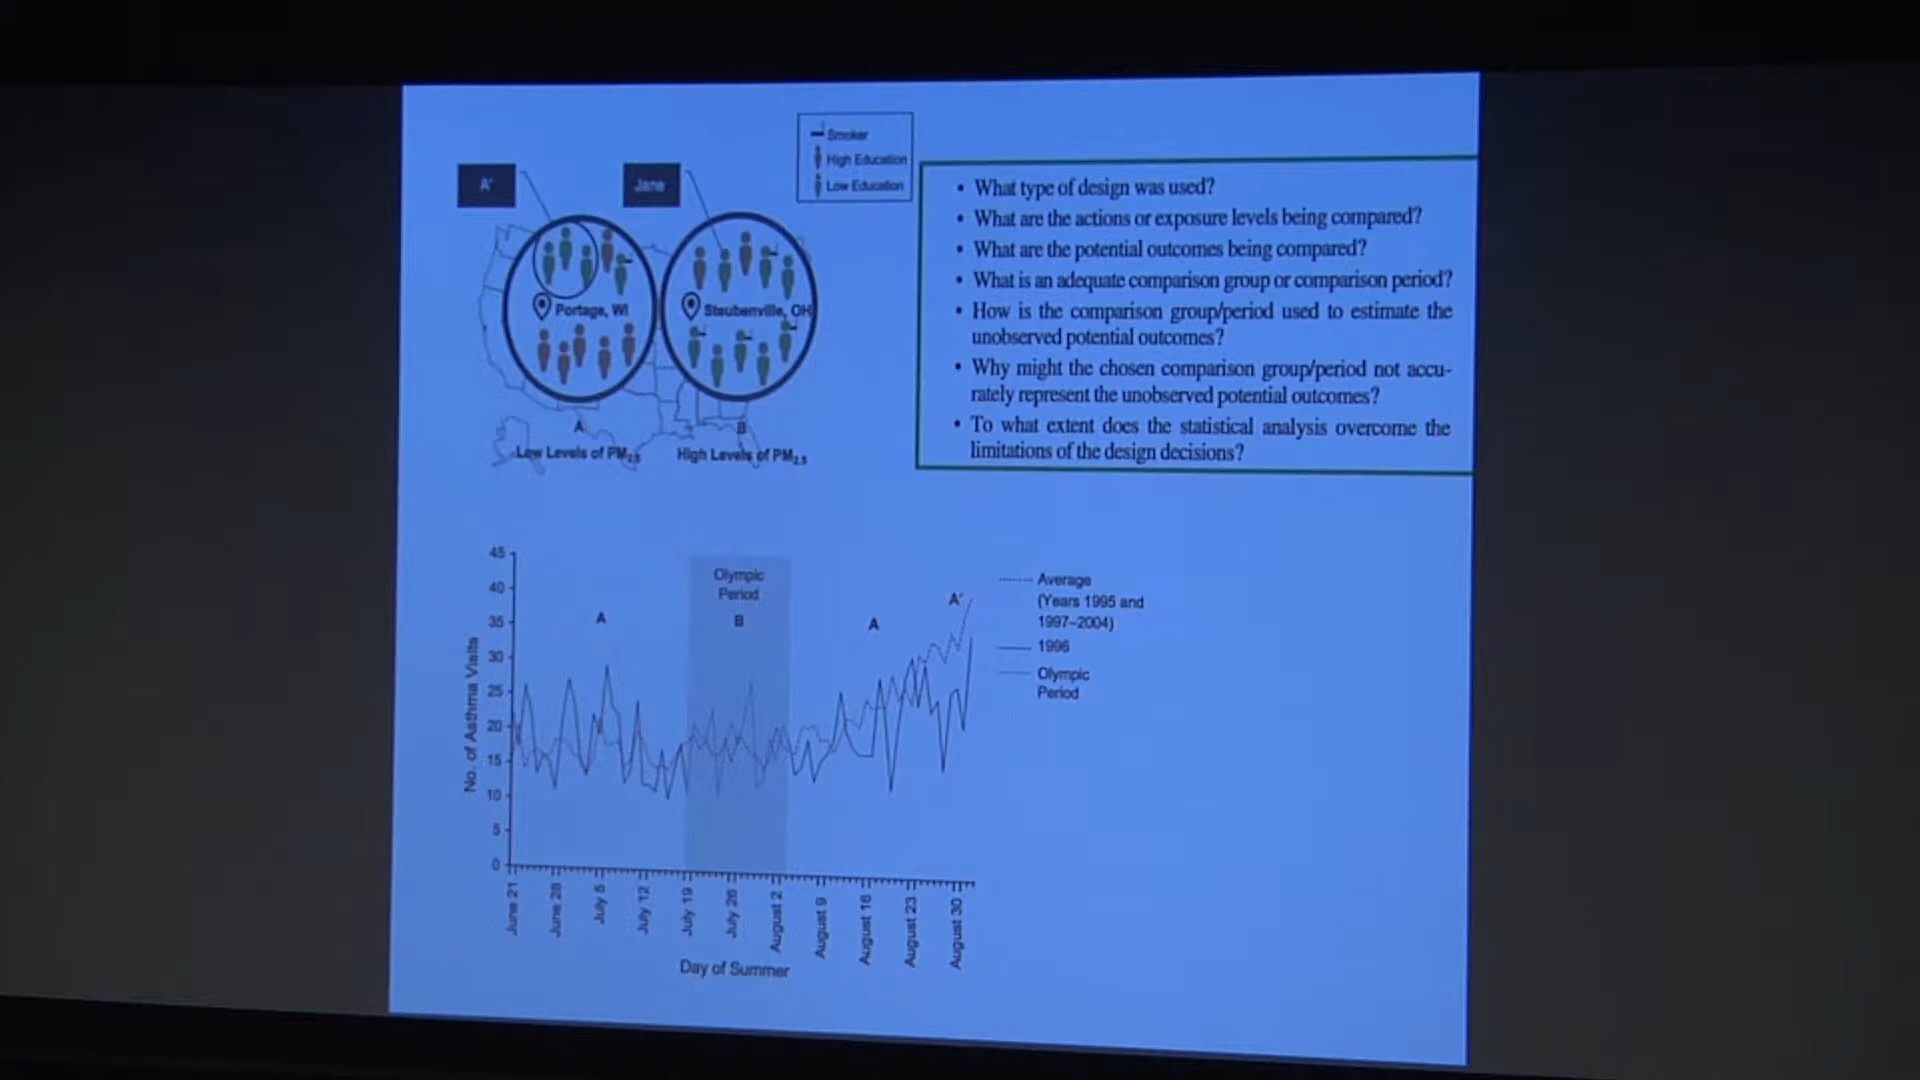 Smoker
High Education
Low Education
A'
Jane
Portage, WI
Steubenville, OH
A
B
Low Levels of PM2.5
High Levels of PM2.5
• What type of design was used?
• What are the actions or exposure levels being compared?
• What are the potential outcomes being compared?
• What is an adequate comparison group or comparison period?
• How is the comparison group/period used to estimate the
unobserved potential outcomes?
• Why might the chosen comparison group/period not accu-
rately represent the unobserved potential outcomes?
• To what extent does the statistical analysis overcome the
limitations of the design decisions?
No. of Asthma Visits
45
40
35
30
25
20
15
10
5
0
A
Olympic
Period
B
A
A'
Average
(Years 1995 and
1997–2004)
1996
Olympic
Period
June 21
June 28
July 5
July 12
July 19
July 26
August 2
August 9
August 16
August 23
August 30
Day of Summer